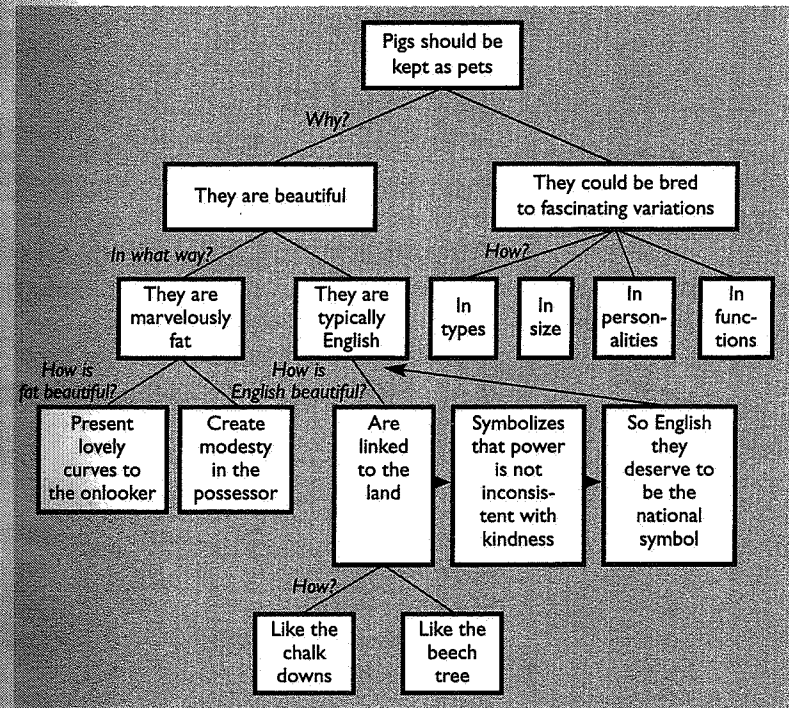 Pigs should be
kept as pets
Why?
They are beautiful
They could be bred
to fascinating variations
In what way?
How?
They are
marvelously
fat
They are
typically
English
In
types
In
size
In
person-
alities
In
func-
tions
How is
fat beautiful?
How is
English beautiful?
Present
lovely
curves to
the onlooker
Create
modesty
in the
possessor
Are
linked
to the
land
Symbolizes
that power
is not
inconsis-
tent with
kindness
So English
they
deserve to
be the
national
symbol
How?
Like the
chalk
downs
Like the
beech
tree